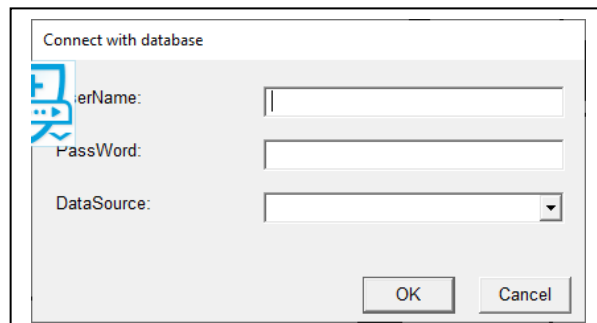 Connect with database
serName:
PassWord:
DataSource:
OK Cancel